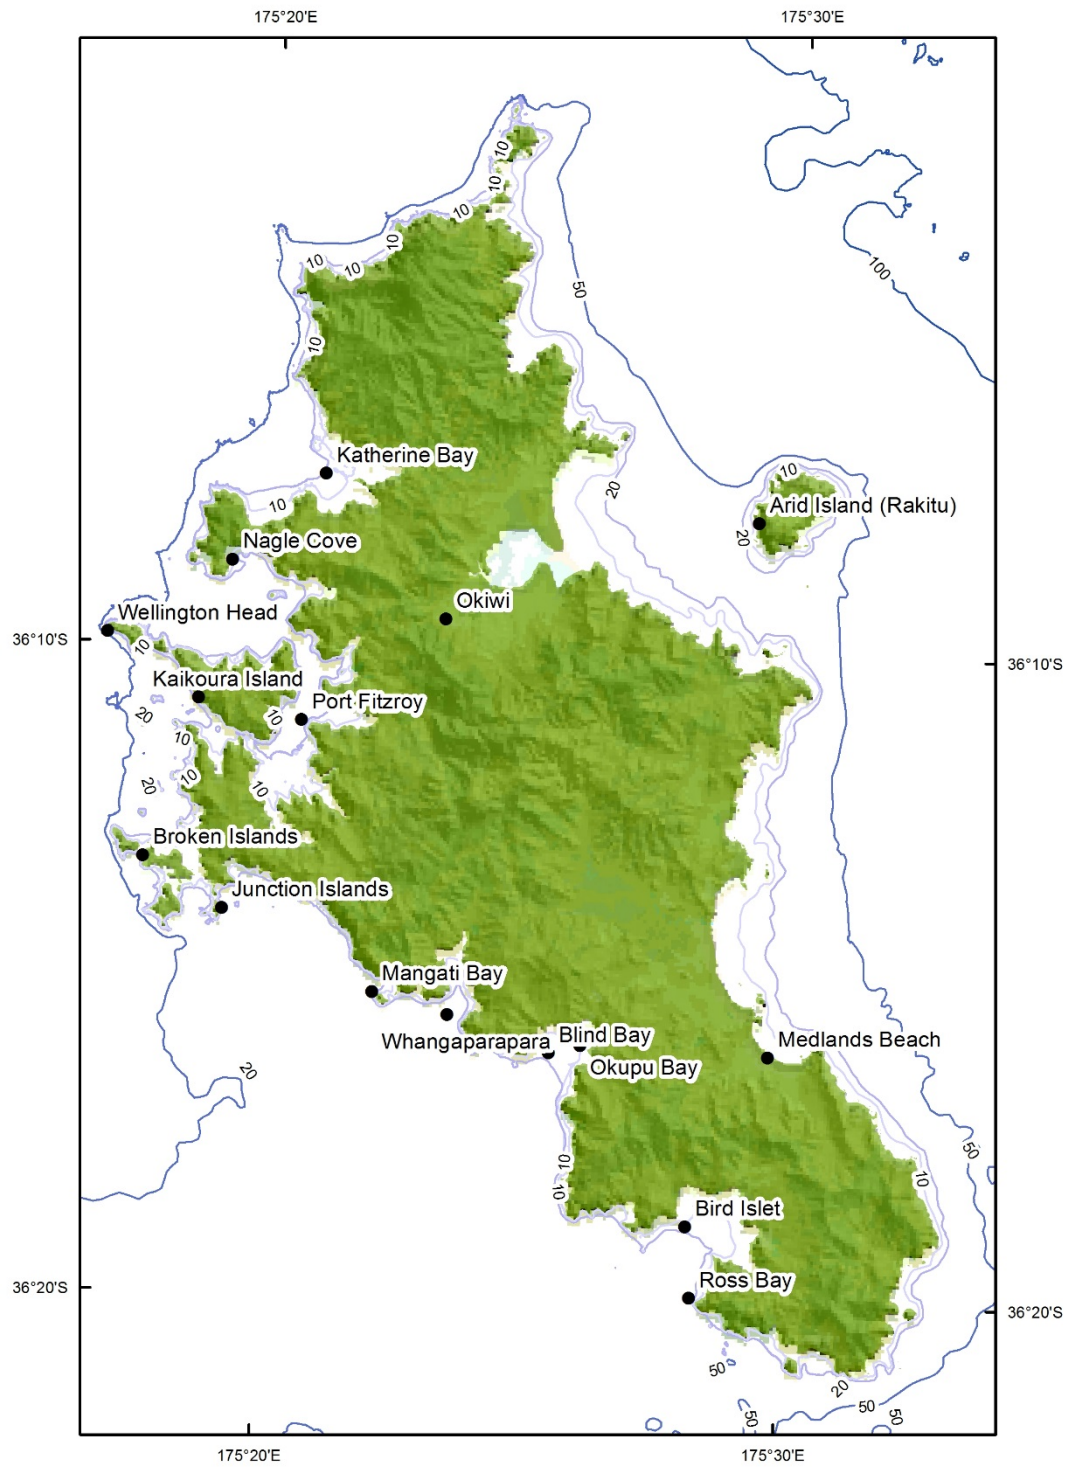 175°20'E
175°30'E
10
10
10
10
10
10
50
100
10
Katherine Bay
20
10
10
Arid Island (Rakitu)
20
Nagle Cove
Okiwi
Wellington Head
36°10'S
10
36°10'S
Kaikoura Island
Port Fitzroy
20
10
10
10
20
10
Broken Islands
Junction Islands
Mangati Bay
Whangaparapara
Blind Bay
Medlands Beach
Okupu Bay
20
50
10
10
10
Bird Islet
Ross Bay
36°20'S
36°20'S
50
20
50
50
50
175°20'E
175°30'E